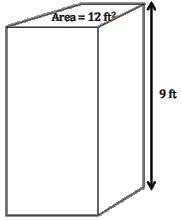 Area = 12 ft²
9 ft